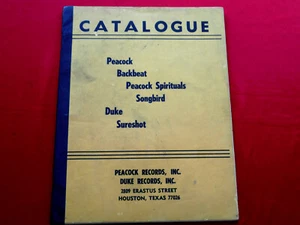 CATALOGUE
Peacock
Backbeat
Peacock Spirituals
Songbird
Duke
Sureshot
PEACOCK RECORDS, INC.
DUKE RECORDS, INC.
2809 ERASTUS STREET
HOUSTON, TEXAS 77026